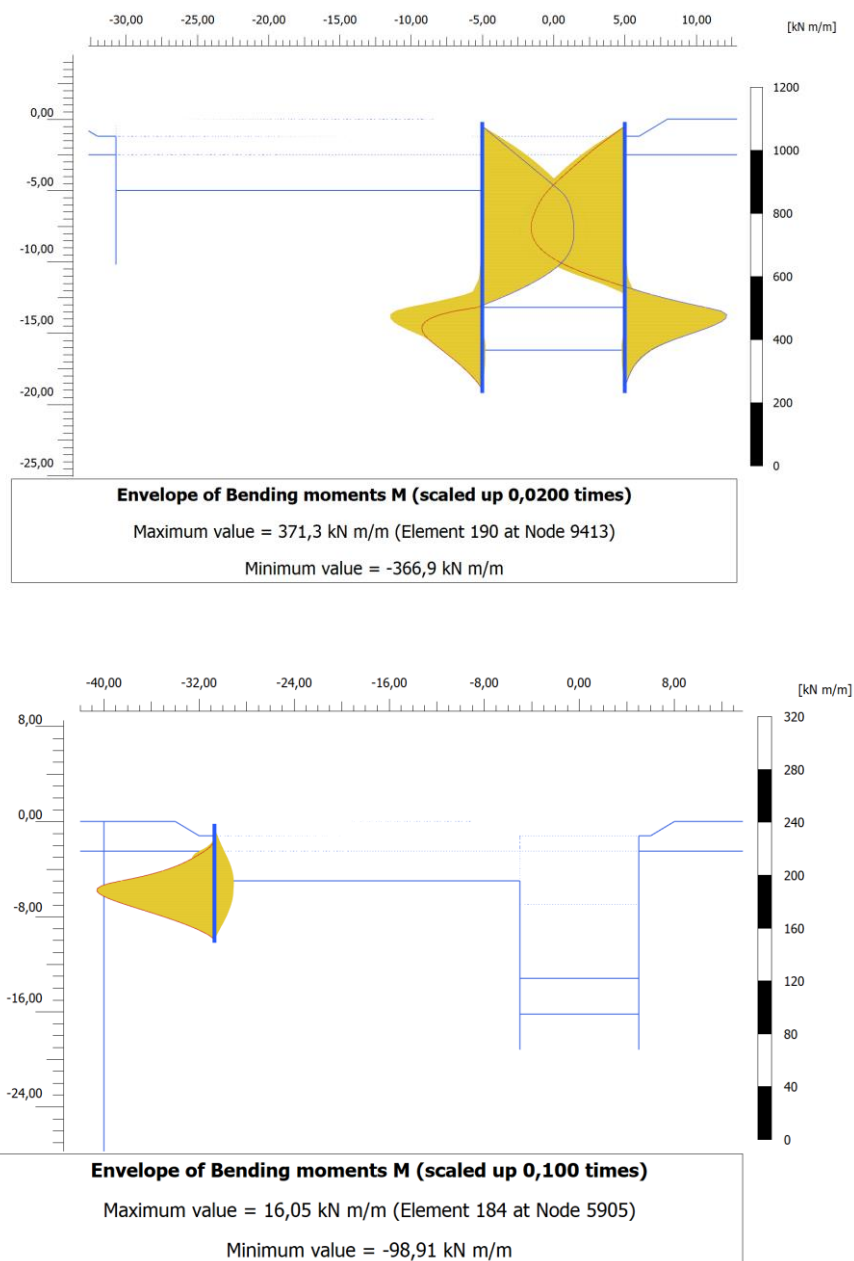 -30,00 -25,00 -20,00 -15,00 -10,00 -5,00 0,00 5,00 10,00
[kN m/m]
0,00
-5,00
-10,00
-15,00
-20,00
-25,00
1200
1000
800
600
400
200
0
Envelope of Bending moments M (scaled up 0,0200 times)
Maximum value = 371,3 kN m/m (Element 190 at Node 9413)
Minimum value = -366,9 kN m/m
-40,00 -32,00 -24,00 -16,00 -8,00 0,00 8,00
[kN m/m]
8,00
0,00
-8,00
-16,00
-24,00
320
280
240
200
160
120
80
40
0
Envelope of Bending moments M (scaled up 0,100 times)
Maximum value = 16,05 kN m/m (Element 184 at Node 5905)
Minimum value = -98,91 kN m/m